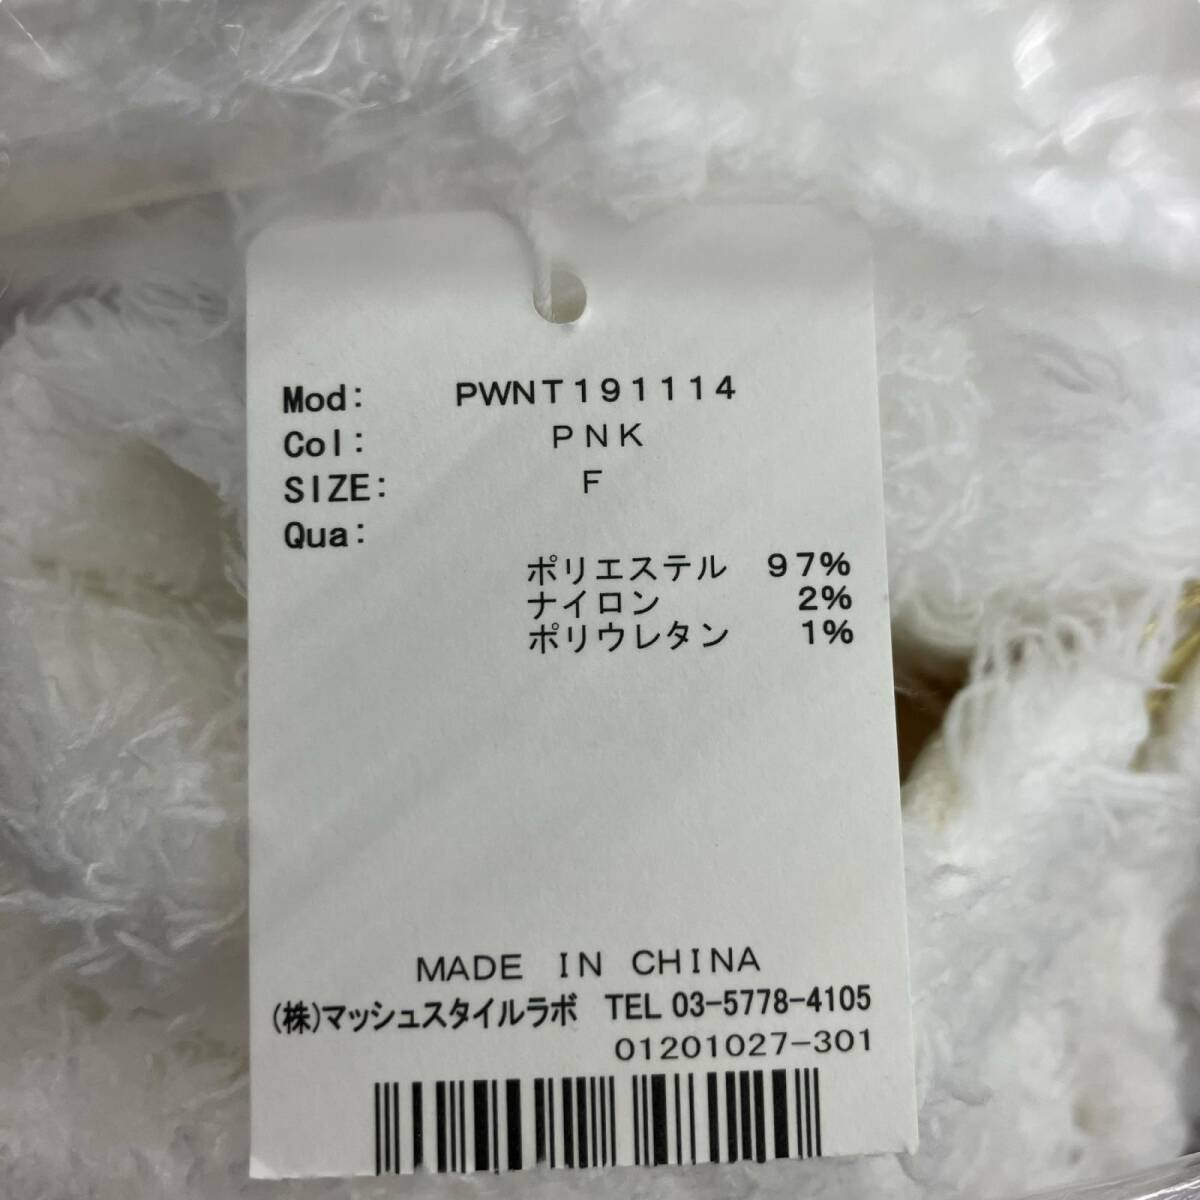 Mod: PWNT191114
Col: PNK
SIZE: F
Qua:
ポリエステル 97%
ナイロン 2%
ポリウレタン 1%
MADE IN CHINA
(株)マッシュスタイルラボ TEL 03-5778-4105
01201027-301